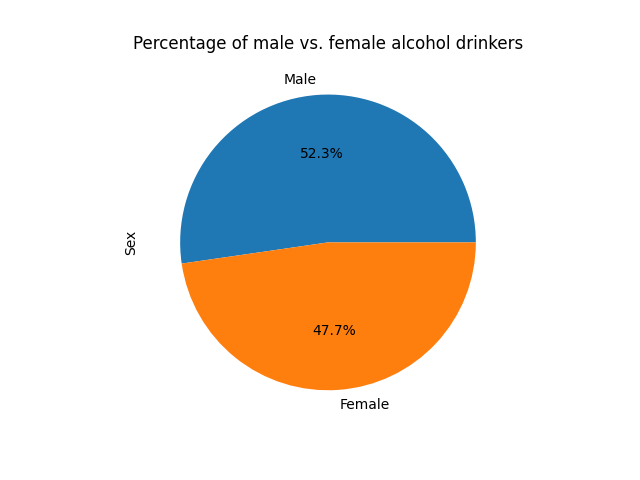 Percentage of male vs. female alcohol drinkers
Male
52.3%
Sex
47.7%
Female